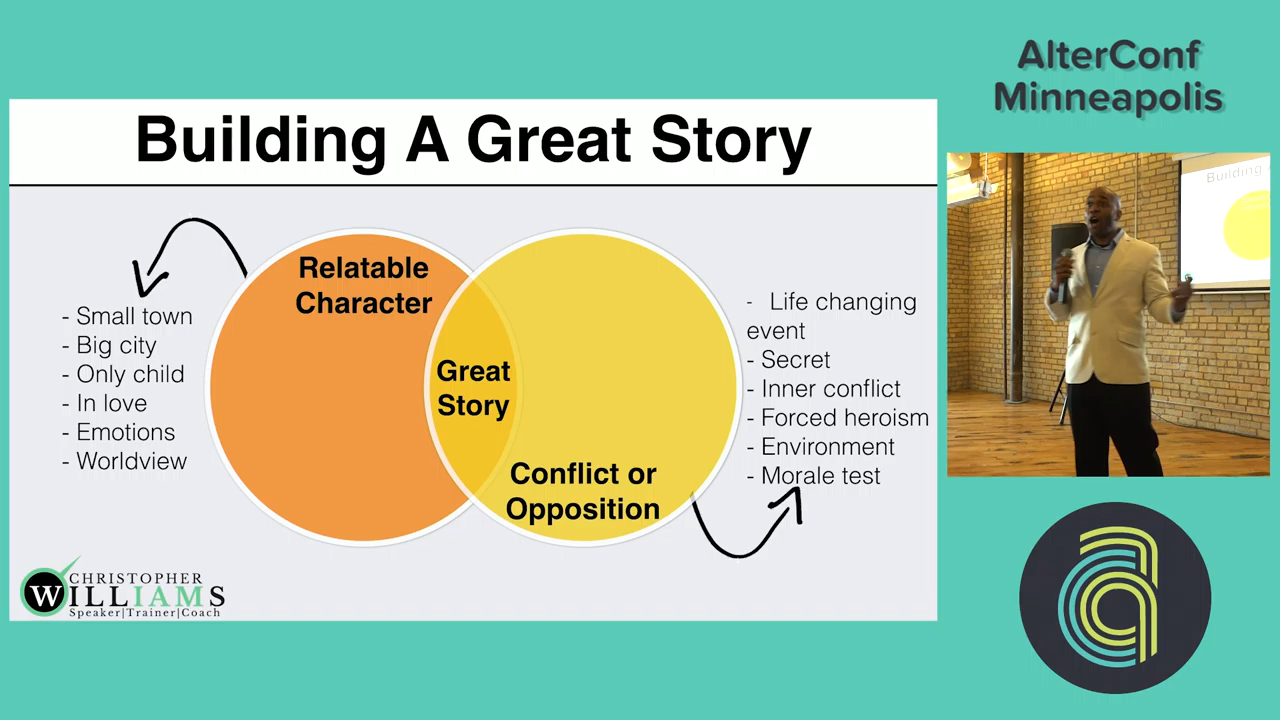 AlterConf
Minneapolis
Building A Great Story
Relatable
Character
- Small town
- Big city
- Only child
- In love
- Emotions
- Worldview
Great
Story
Conflict or
Opposition
- Life changing
event
- Secret
- Inner conflict
- Forced heroism
- Environment
- Morale test
CHRISTOPHER
WILLIAMS
Speaker|Trainer|Coach
Building